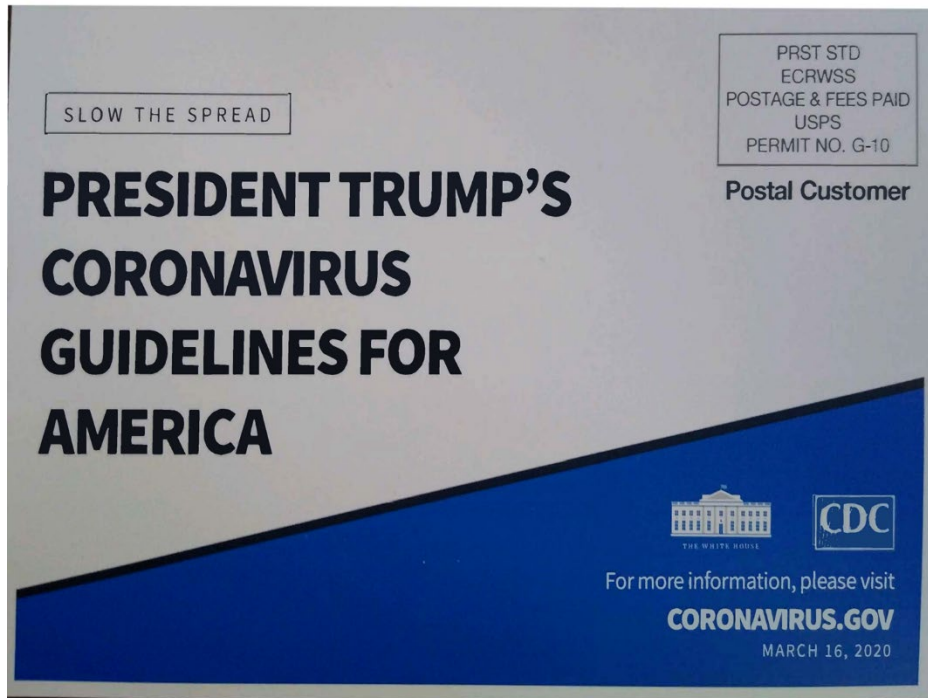 SLOW THE SPREAD
PRESIDENT TRUMP'S
CORONAVIRUS
GUIDELINES FOR
AMERICA
PRST STD
ECRWSS
POSTAGE & FEES PAID
USPS
PERMIT NO. G-10
Postal Customer
THE WHITE HOUSE
CDC
For more information, please visit
CORONAVIRUS.GOV
MARCH 16, 2020